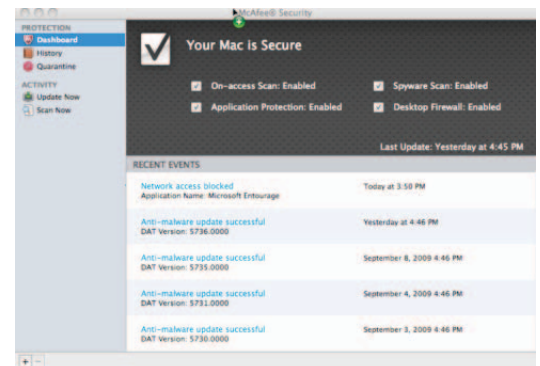 McAfee® Security
PROTECTION
Dashboard
History
Quarantine
ACTIVITY
Update Now
Scan Now
Your Mac is Secure
On-access Scan: Enabled
Spyware Scan: Enabled
Application Protection: Enabled
Desktop Firewall: Enabled
Last Update: Yesterday at 4:45 PM
RECENT EVENTS
Network access blocked
Today at 3:50 PM
Application Name: Microsoft Entourage
Anti-malware update successful
Yesterday at 4:46 PM
DAT Version: 5736.0000
Anti-malware update successful
September 8, 2009 4:46 PM
DAT Version: 5735.0000
Anti-malware update successful
September 4, 2009 4:46 PM
DAT Version: 5731.0000
Anti-malware update successful
September 3, 2009 4:46 PM
DAT Version: 5730.0000